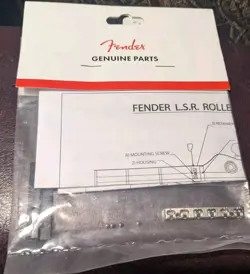 Fender
GENUINE PARTS
FENDER L.S.R. ROLLE
MOUNTING SCREW
HOUSING